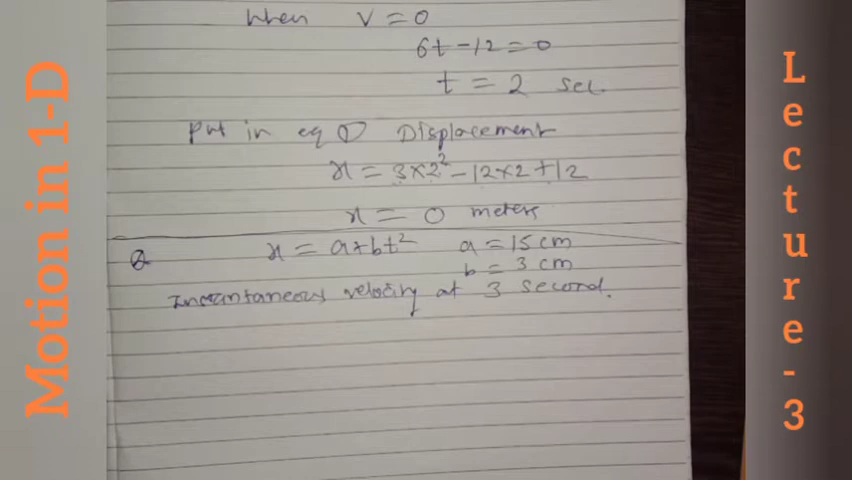 Motion in 1-D
When v = 0
6t - 12 = 0
t = 2 sec.
Put in eq ① Displacement
x = 3×2² - 12×2 + 12
x = 0 meters
Q x = a+bt² a = 15 cm
b = 3 cm
Instantaneous velocity at 3 second.
Lecture-3